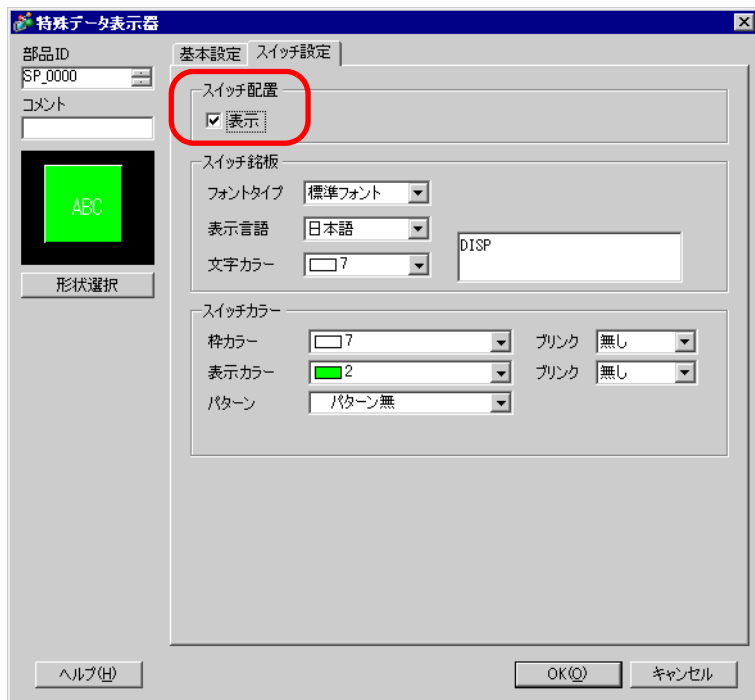 特殊データ表示器
部品ID
SP_0000
コメント
ABC
形状選択
基本設定 スイッチ設定
スイッチ配置
表示
スイッチ銘板
フォントタイプ 標準フォント
表示言語 日本語
文字カラー 7
DISP
スイッチカラー
枠カラー 7 ブリンク 無し
表示カラー 2 ブリンク 無し
パターン パターン無
ヘルプ(H) OK(O) キャンセル